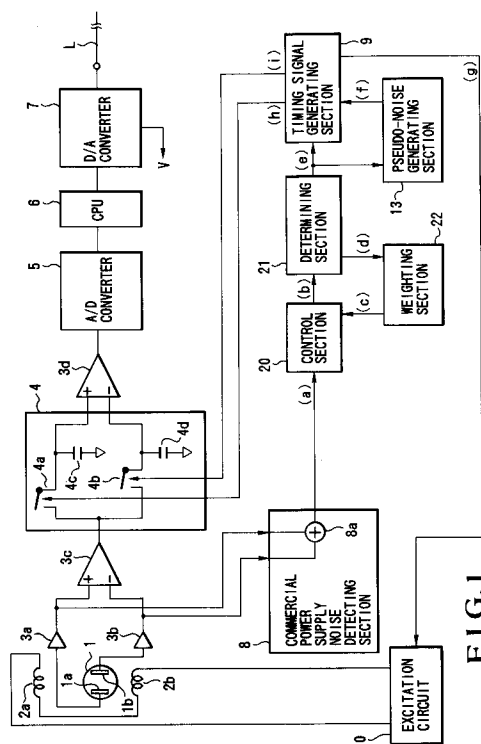 L
7
D/A
CONVERTER
V
6
CPU
5
A/D
CONVERTER
3d
+
−
4
4a
4c
4b
4d
3c
+
−
3a
3b
2a
1
1a
1b
2b
8
COMMERCIAL
POWER
SUPPLY
NOISE
DETECTING
SECTION
8a
(a)
20
CONTROL
SECTION
(b)
(c)
21
DETERMINING
SECTION
(d)
22
WEIGHTING
SECTION
(e)
(i)
(h)
9
TIMING SIGNAL
GENERATING
SECTION
(f)
13
PSEUDO-NOISE
GENERATING
SECTION
(g)
0
EXCITATION
CIRCUIT
FIG.1